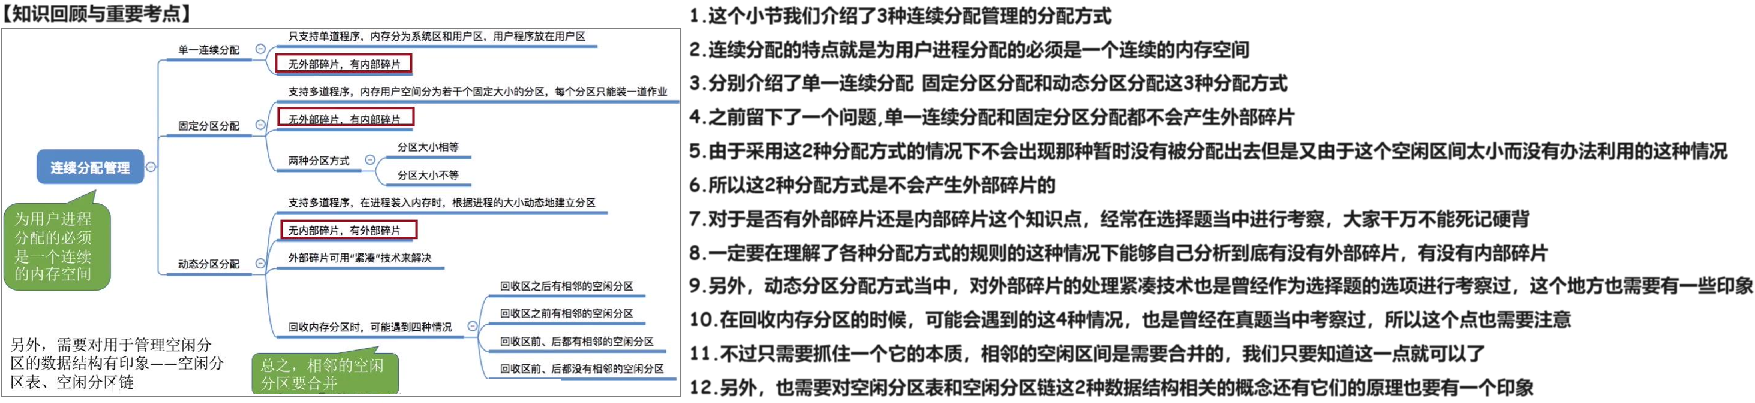 【知识回顾与重要考点】
单一连续分配
只支持单道程序，内存分为系统区和用户区，用户程序放在用户区
无外部碎片，有内部碎片
固定分区分配
支持多道程序，内存用户空间分为若干个固定大小的分区，每个分区只能装一道作业
无外部碎片，有内部碎片
两种分区方式
分区大小相等
分区大小不等
连续分配管理
为用户进程
分配的必须
是一个连续
的内存空间
动态分区分配
支持多道程序，在进程装入内存时，根据进程的大小动态地建立分区
无内部碎片，有外部碎片
外部碎片可用“紧凑”技术来解决
回收内存分区时，可能遇到四种情况
回收区之后有相邻的空闲分区
回收区之前有相邻的空闲分区
回收区前、后都有相邻的空闲分区
回收区前、后都没有相邻的空闲分区
总之，相邻的空闲
分区要合并
另外，需要对用于管理空闲分
区的数据结构有印象——空闲分
区表、空闲分区链
1.这个小节我们介绍了3种连续分配管理的分配方式
2.连续分配的特点就是为用户进程分配的必须是一个连续的内存空间
3.分别介绍了单一连续分配 固定分区分配和动态分区分配这3种分配方式
4.之前留下了一个问题,单一连续分配和固定分区分配都不会产生外部碎片
5.由于采用这2种分配方式的情况下不会出现那种暂时没有被分配出去但是又由于这个空闲区间太小而没有办法利用的这种情况
6.所以这2种分配方式是不会产生外部碎片的
7.对于是否有外部碎片还是内部碎片这个知识点，经常在选择题当中进行考察，大家千万不能死记硬背
8.一定要在理解了各种分配方式的规则的这种情况下能够自己分析到底有没有外部碎片，有没有内部碎片
9.另外，动态分区分配方式当中，对外部碎片的处理紧凑技术也是曾经作为选择题的选项进行考察过，这个地方也需要有一些印象
10.在回收内存分区的时候，可能会遇到的这4种情况，也是曾经在真题当中考察过，所以这个点也需要注意
11.不过只需要抓住一个它的本质，相邻的空闲区间是需要合并的，我们只要知道这一点就可以了
12.另外，也需要对空闲分区表和空闲分区链这2种数据结构相关的概念还有它们的原理也要有一个印象